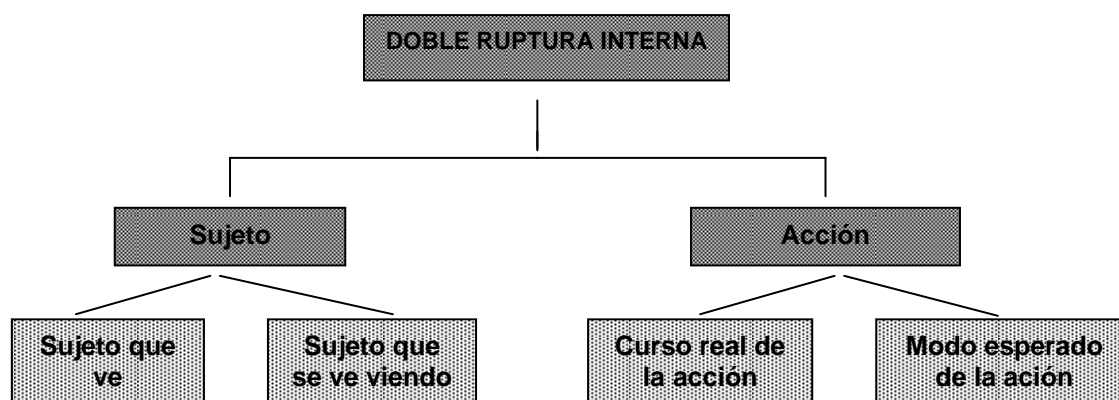 DOBLE RUPTURA INTERNA
Sujeto
Acción
Sujeto que
ve
Sujeto que
se ve viendo
Curso real de
la acción
Modo esperado
de la ación